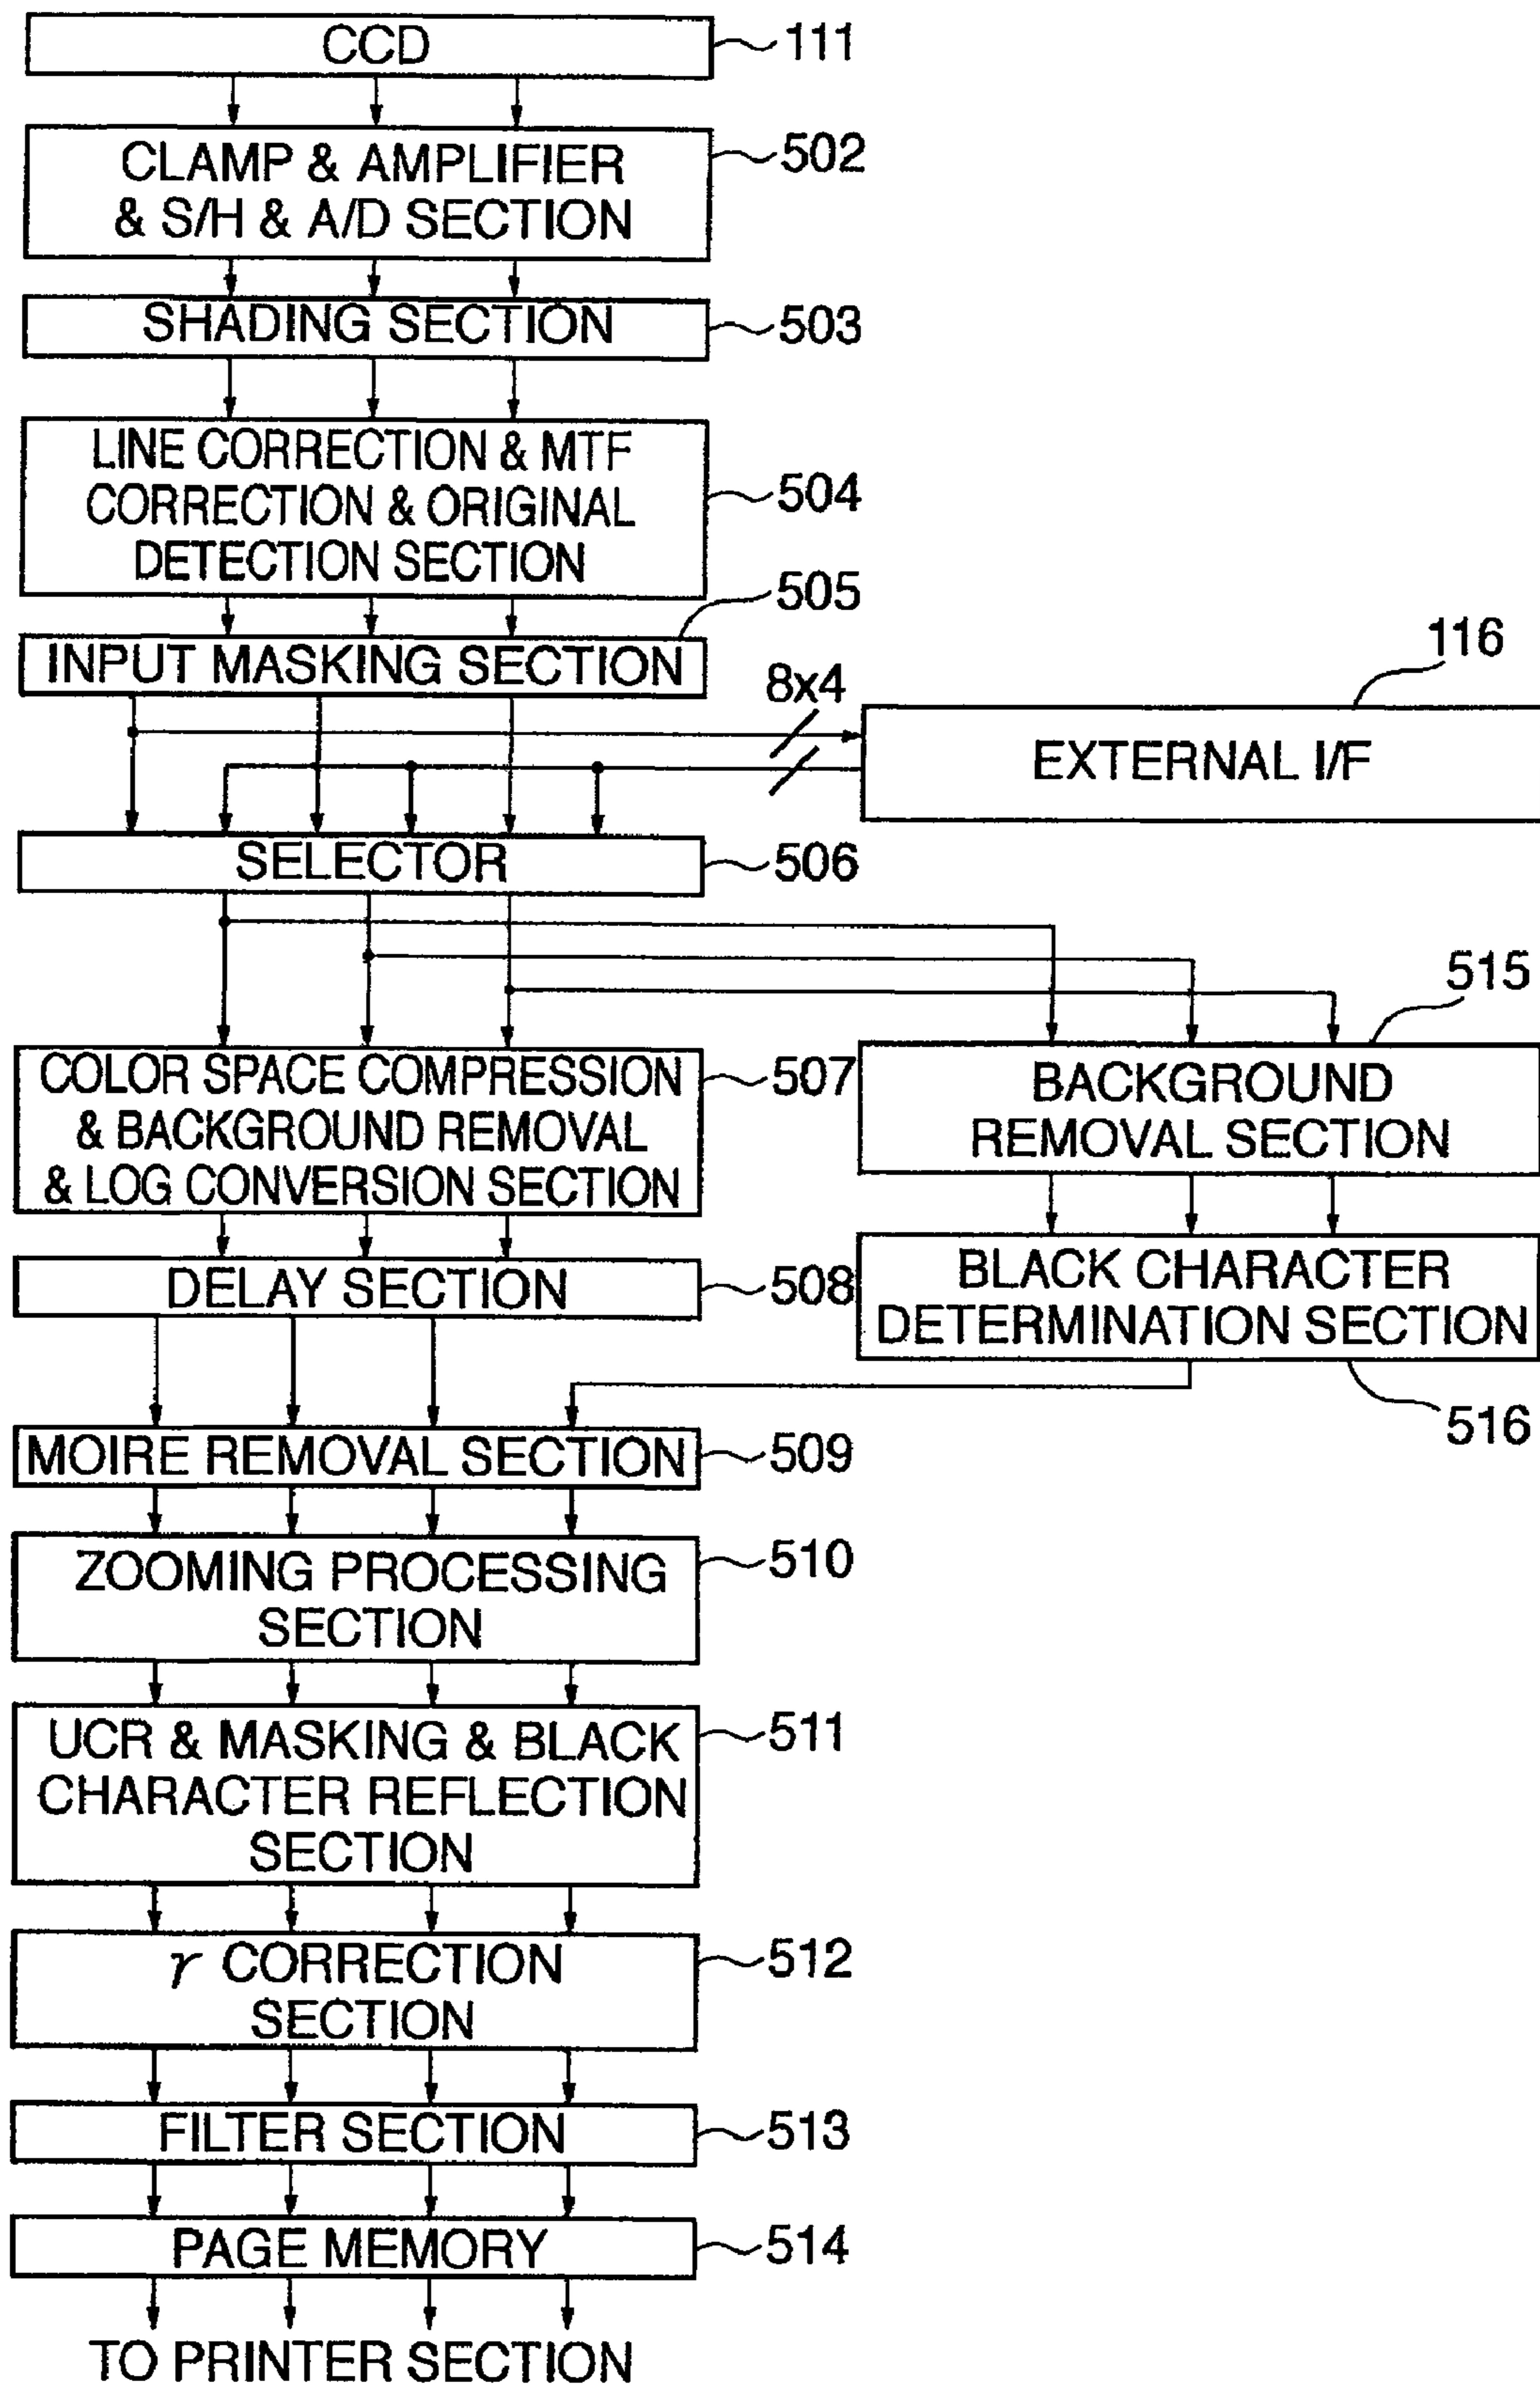 CCD
111
CLAMP & AMPLIFIER
& S/H & A/D SECTION
502
SHADING SECTION
503
LINE CORRECTION & MTF
CORRECTION & ORIGINAL
DETECTION SECTION
504
505
INPUT MASKING SECTION
8x4
116
EXTERNAL I/F
SELECTOR
506
COLOR SPACE COMPRESSION
& BACKGROUND REMOVAL
& LOG CONVERSION SECTION
507
515
BACKGROUND
REMOVAL SECTION
DELAY SECTION
508
BLACK CHARACTER
DETERMINATION SECTION
516
MOIRE REMOVAL SECTION
509
ZOOMING PROCESSING
SECTION
510
UCR & MASKING & BLACK
CHARACTER REFLECTION
SECTION
511
γ CORRECTION
SECTION
512
FILTER SECTION
513
PAGE MEMORY
514
TO PRINTER SECTION